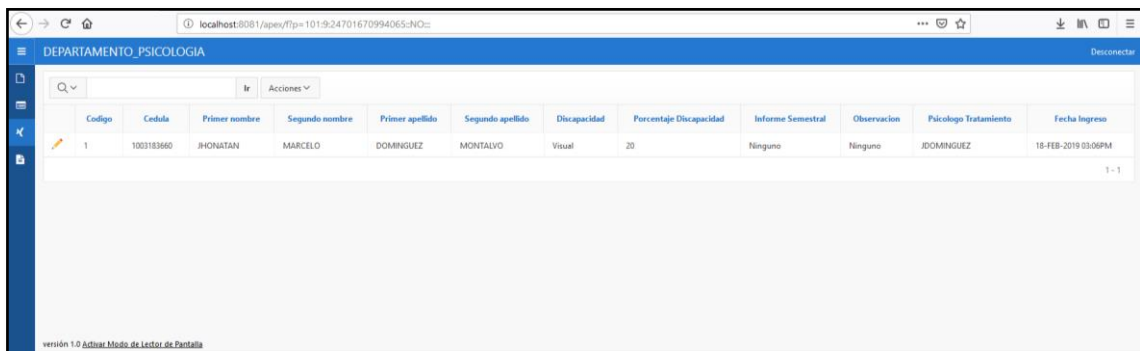 localhost:8081/apex/f?p=101:9:24701670994065::NO:::
DEPARTAMENTO_PSICOLOGIA Desconectar
Ir Acciones
Codigo Cedula Primer nombre Segundo nombre Primer apellido Segundo apellido Discapacidad Porcentaje Discapacidad Informe Semestral Observacion Psicologo Tratamiento Fecha Ingreso
1 1003183660 JHONATAN MARCELO DOMINGUEZ MONTALVO Visual 20 Ninguno Ninguno JDOMINGUEZ 18-FEB-2019 03:06PM
1 - 1
versión 1.0 Activar Modo de Lector de Pantalla